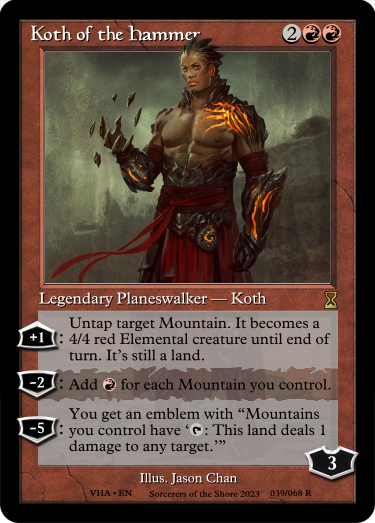 Koth of the Hammer 2
Legendary Planeswalker — Koth
+1: Untap target Mountain. It becomes a
4/4 red Elemental creature until end of
turn. It's still a land.
-2: Add for each Mountain you control.
-5: You get an emblem with “Mountains
you control have ‘: This land deals 1
damage to any target.’”
3
Illus. Jason Chan
VHA • EN Sorcerers of the Shore 2023 039/068 R